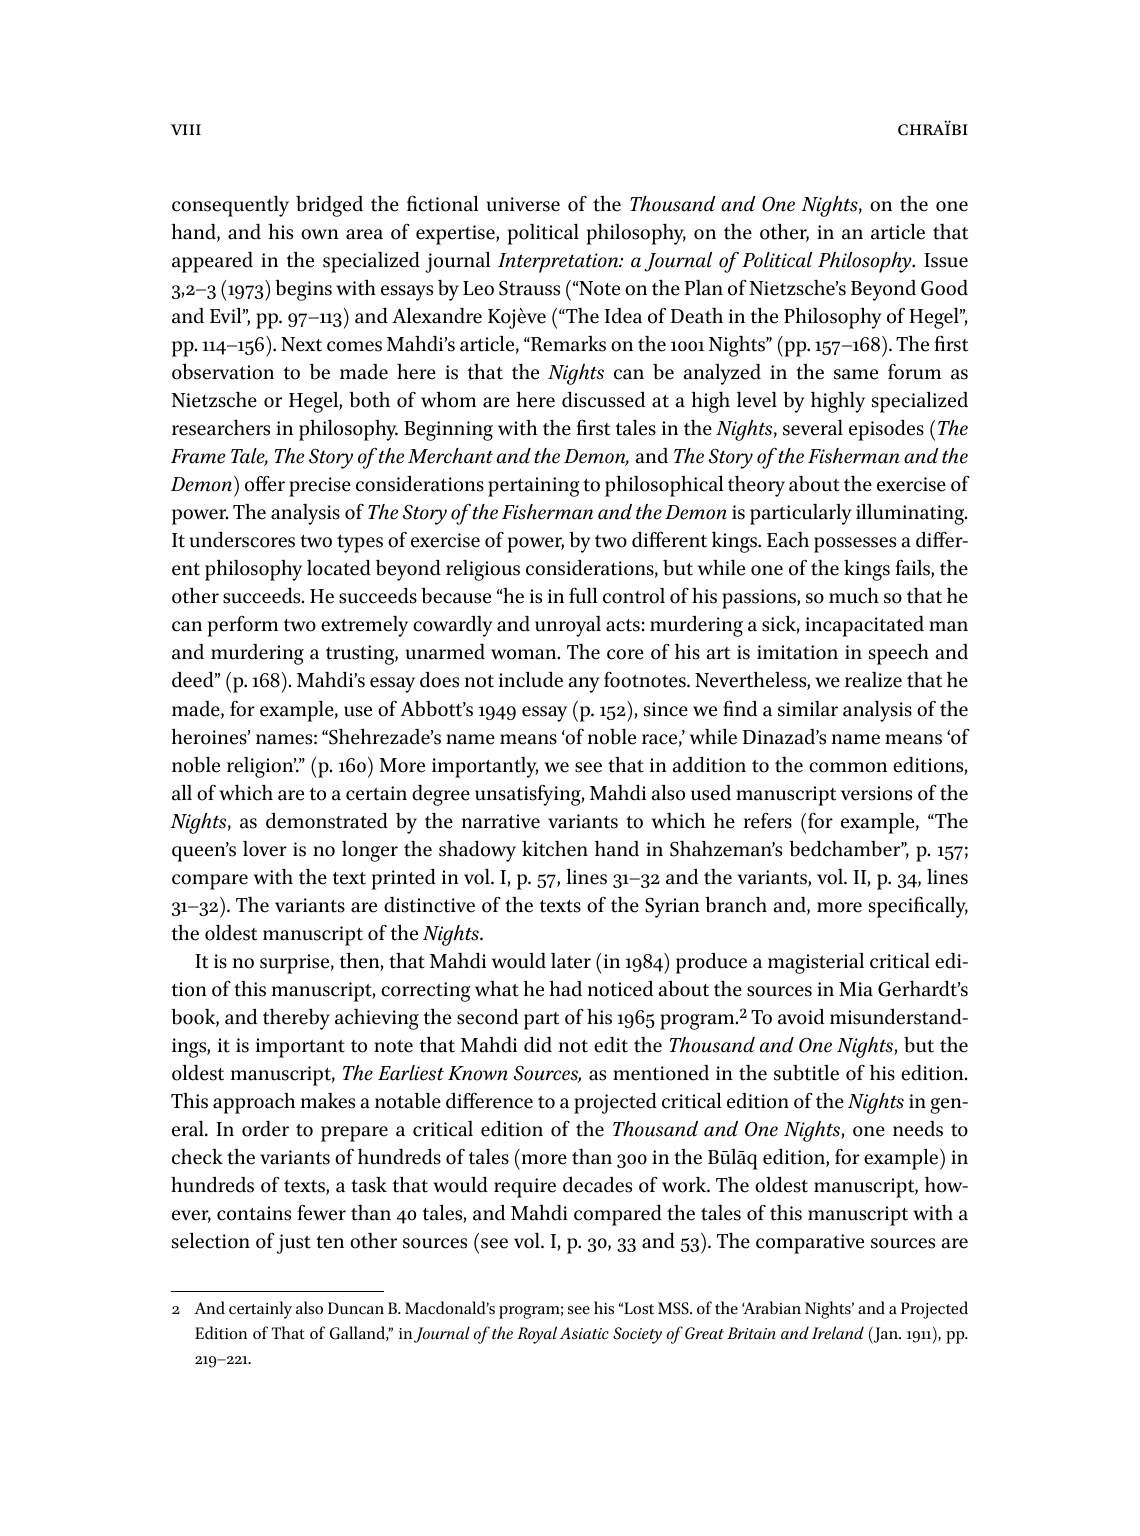 VIII CHRAÏBI
consequently bridged the fictional universe of the Thousand and One Nights, on the one
hand, and his own area of expertise, political philosophy, on the other, in an article that
appeared in the specialized journal Interpretation: a Journal of Political Philosophy. Issue
3,2–3 (1973) begins with essays by Leo Strauss (“Note on the Plan of Nietzsche’s Beyond Good
and Evil”, pp. 97–113) and Alexandre Kojève (“The Idea of Death in the Philosophy of Hegel”,
pp. 114–156). Next comes Mahdi’s article, “Remarks on the 1001 Nights” (pp. 157–168). The first
observation to be made here is that the Nights can be analyzed in the same forum as
Nietzsche or Hegel, both of whom are here discussed at a high level by highly specialized
researchers in philosophy. Beginning with the first tales in the Nights, several episodes (The
Frame Tale, The Story of the Merchant and the Demon, and The Story of the Fisherman and the
Demon) offer precise considerations pertaining to philosophical theory about the exercise of
power. The analysis of The Story of the Fisherman and the Demon is particularly illuminating.
It underscores two types of exercise of power, by two different kings. Each possesses a differ-
ent philosophy located beyond religious considerations, but while one of the kings fails, the
other succeeds. He succeeds because “he is in full control of his passions, so much so that he
can perform two extremely cowardly and unroyal acts: murdering a sick, incapacitated man
and murdering a trusting, unarmed woman. The core of his art is imitation in speech and
deed” (p. 168). Mahdi’s essay does not include any footnotes. Nevertheless, we realize that he
made, for example, use of Abbott’s 1949 essay (p. 152), since we find a similar analysis of the
heroines’ names: “Shehrezade’s name means ‘of noble race,’ while Dinazad’s name means ‘of
noble religion’.” (p. 160) More importantly, we see that in addition to the common editions,
all of which are to a certain degree unsatisfying, Mahdi also used manuscript versions of the
Nights, as demonstrated by the narrative variants to which he refers (for example, “The
queen’s lover is no longer the shadowy kitchen hand in Shahzeman’s bedchamber”, p. 157;
compare with the text printed in vol. I, p. 57, lines 31–32 and the variants, vol. II, p. 34, lines
31–32). The variants are distinctive of the texts of the Syrian branch and, more specifically,
the oldest manuscript of the Nights.
It is no surprise, then, that Mahdi would later (in 1984) produce a magisterial critical edi-
tion of this manuscript, correcting what he had noticed about the sources in Mia Gerhardt’s
book, and thereby achieving the second part of his 1965 program.2 To avoid misunderstand-
ings, it is important to note that Mahdi did not edit the Thousand and One Nights, but the
oldest manuscript, The Earliest Known Sources, as mentioned in the subtitle of his edition.
This approach makes a notable difference to a projected critical edition of the Nights in gen-
eral. In order to prepare a critical edition of the Thousand and One Nights, one needs to
check the variants of hundreds of tales (more than 300 in the Būlāq edition, for example) in
hundreds of texts, a task that would require decades of work. The oldest manuscript, how-
ever, contains fewer than 40 tales, and Mahdi compared the tales of this manuscript with a
selection of just ten other sources (see vol. I, p. 30, 33 and 53). The comparative sources are
2 And certainly also Duncan B. Macdonald’s program; see his “Lost MSS. of the ‘Arabian Nights’ and a Projected
Edition of That of Galland,” in Journal of the Royal Asiatic Society of Great Britain and Ireland (Jan. 1911), pp.
219–221.